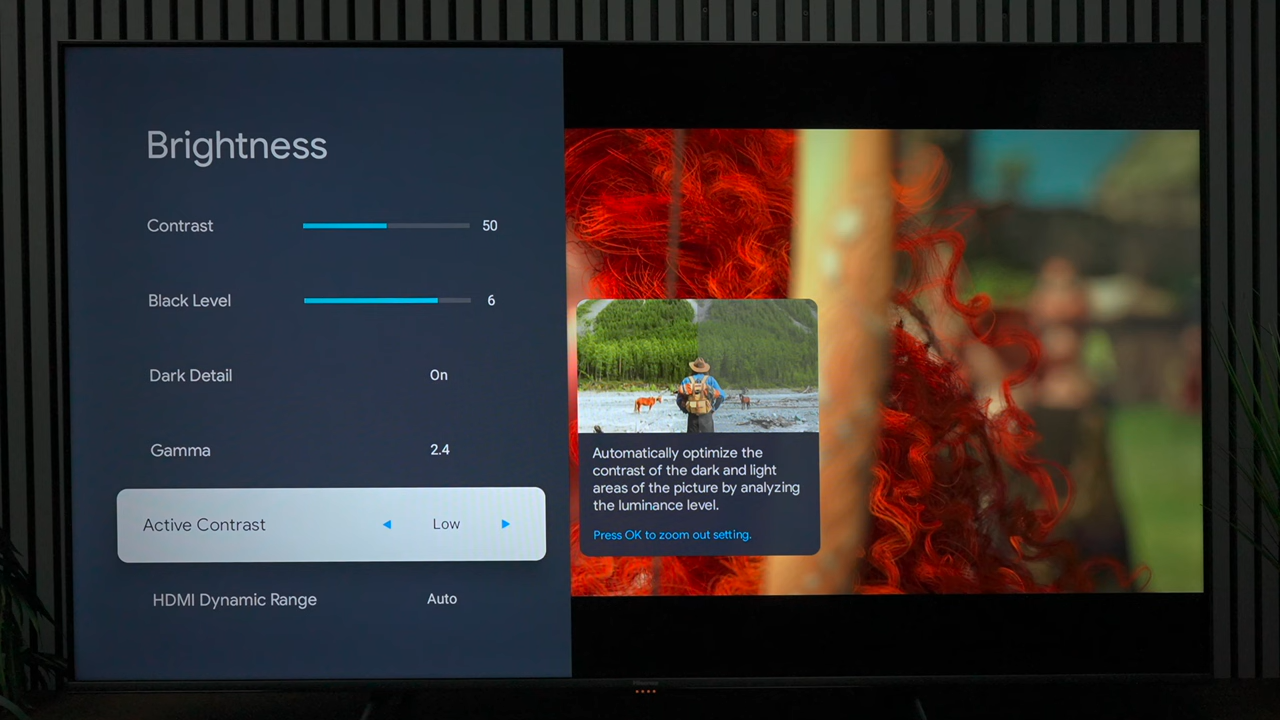 Brightness
Contrast 50
Black Level 6
Dark Detail On
Gamma 2.4
Active Contrast Low
HDMI Dynamic Range Auto
Automatically optimize the
contrast of the dark and light
areas of the picture by analyzing
the luminance level.
Press OK to zoom out setting.
Hisense